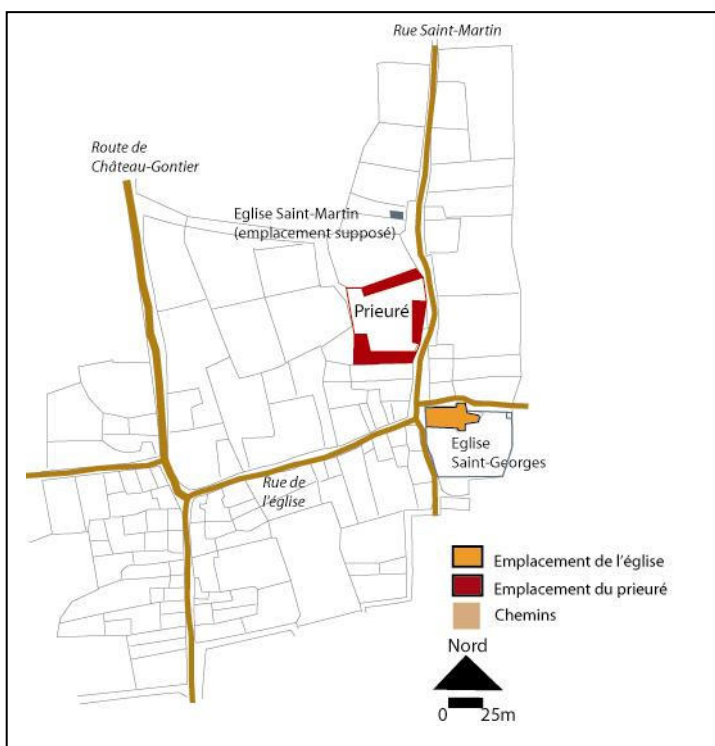 Rue Saint-Martin
Route de
Château-Gontier
Eglise Saint-Martin
(emplacement supposé)
Prieuré
Eglise
Saint-Georges
Rue de
l'église
Emplacement de l'église
Emplacement du prieuré
Chemins
Nord
0 25m